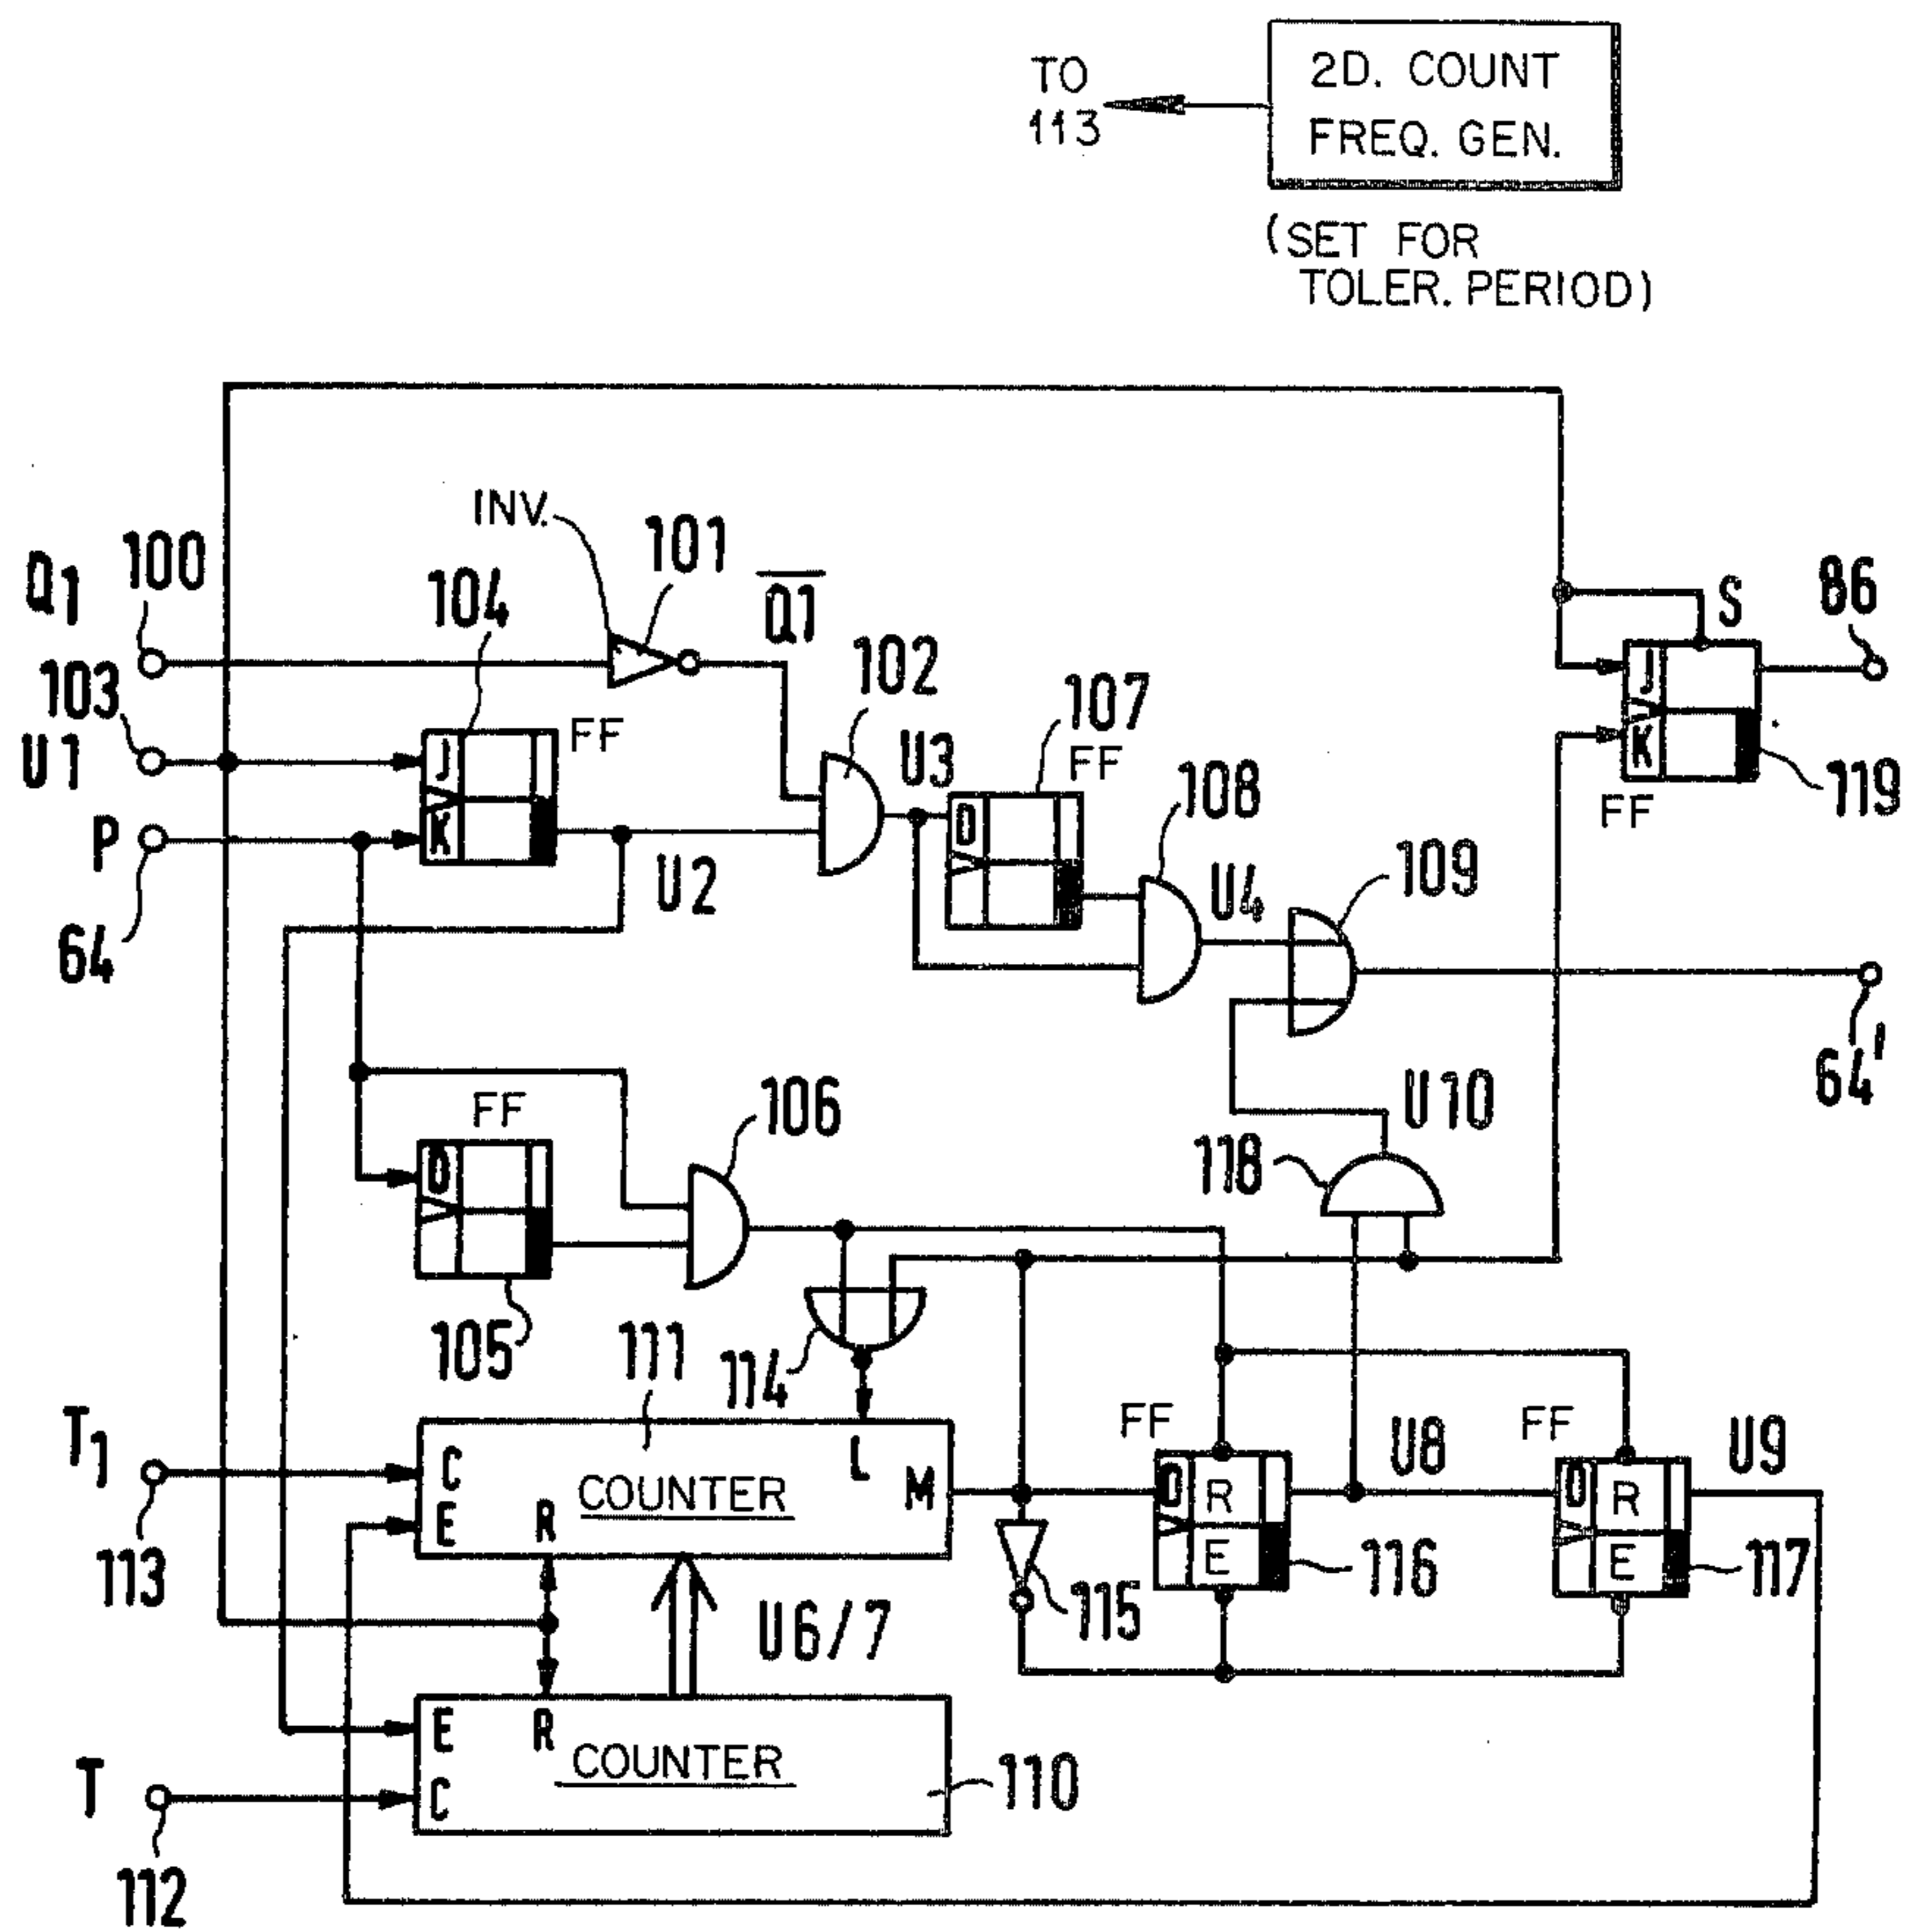 2D. COUNT
FREQ. GEN.
TO
113
(SET FOR
TOLER. PERIOD)
INV.
101
Q1
100
104
Q1
102
S
86
103
U1
FF
U3
107
FF
108
J
K
119
FF
J
K
P
64
U2
D
U4
109
64'
FF
106
U10
118
D
105
111
114
T1
113
C
E
R
COUNTER
L
M
FF
D
R
E
116
U8
FF
D
R
E
117
U9
115
U6/7
E
R
C
COUNTER
110
T
112